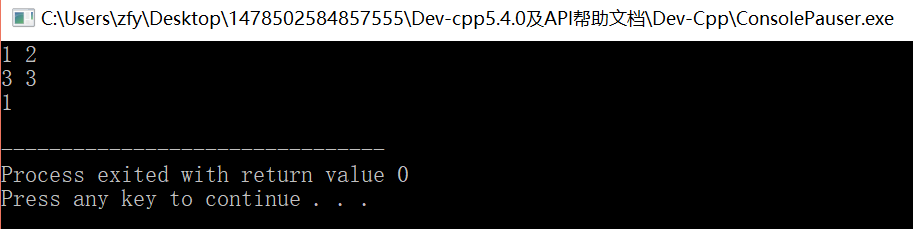 C:\Users\zfy\Desktop\1478502584857555\Dev-cpp5.4.0及API帮助文档\Dev-Cpp\ConsolePauser.exe
1 2
3 3
1
--------------------------------
Process exited with return value 0
Press any key to continue . . .